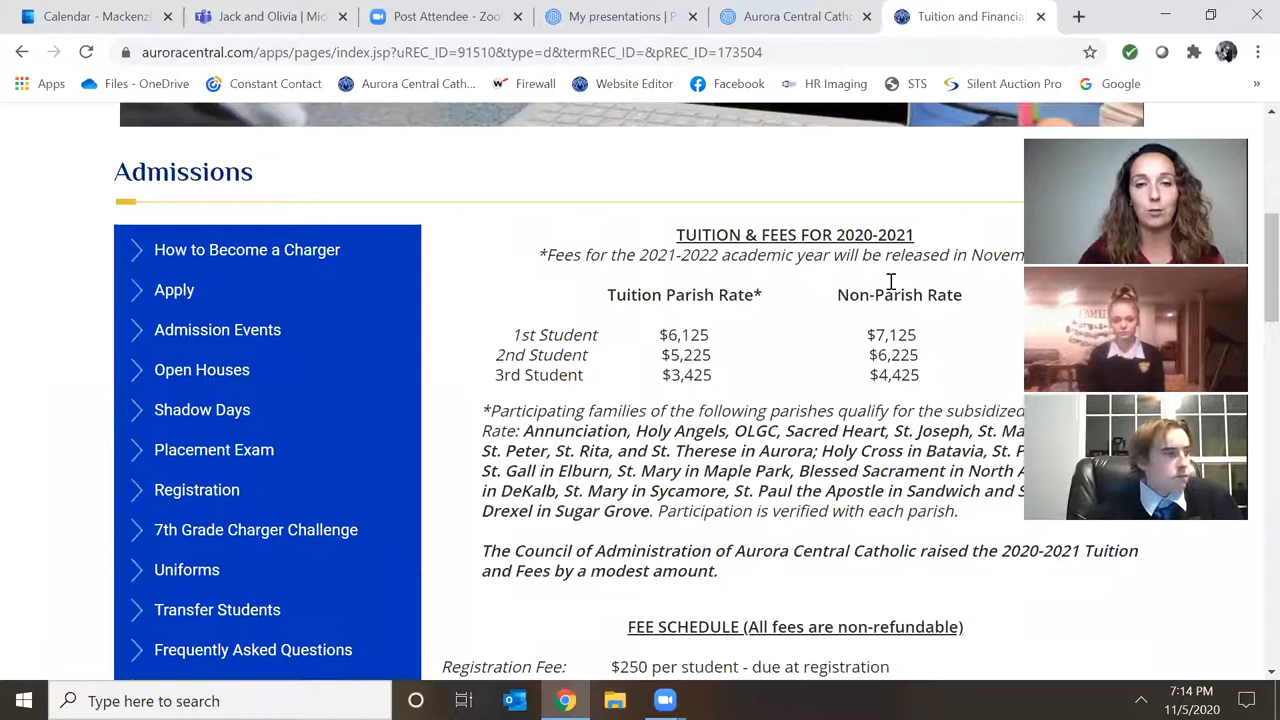 Calendar - Mackenz
Jack and Olivia | Mi
Post Attendee - Zoo
My presentations | P
Aurora Central Cath
Tuition and Financial
auroracentral.com/apps/pages/index.jsp?uREC_ID=91510&type=d&termREC_ID=&pREC_ID=173504
Apps
Files - OneDrive
Constant Contact
Aurora Central Cat...
Firewall
Website Editor
Facebook
HR Imaging
STS
Silent Auction Pro
Google
»
Admissions
How to Become a Charger
Apply
Admission Events
Open Houses
Shadow Days
Placement Exam
Registration
7th Grade Charger Challenge
Uniforms
Transfer Students
Frequently Asked Questions
TUITION & FEES FOR 2020-2021
*Fees for the 2021-2022 academic year will be released in Novem
Tuition Parish Rate* Non-Parish Rate
1st Student $6,125 $7,125
2nd Student $5,225 $6,225
3rd Student $3,425 $4,425
*Participating families of the following parishes qualify for the subsidized
Rate: Annunciation, Holy Angels, OLGC, Sacred Heart, St. Joseph, St. Ma
St. Peter, St. Rita, and St. Therese in Aurora; Holy Cross in Batavia, St. P
St. Gall in Elburn, St. Mary in Maple Park, Blessed Sacrament in North A
in DeKalb, St. Mary in Sycamore, St. Paul the Apostle in Sandwich and S
Drexel in Sugar Grove. Participation is verified with each parish.
The Council of Administration of Aurora Central Catholic raised the 2020-2021 Tuition
and Fees by a modest amount.
FEE SCHEDULE (All fees are non-refundable)
Registration Fee: $250 per student - due at registration
Type here to search
7:14 PM
11/5/2020